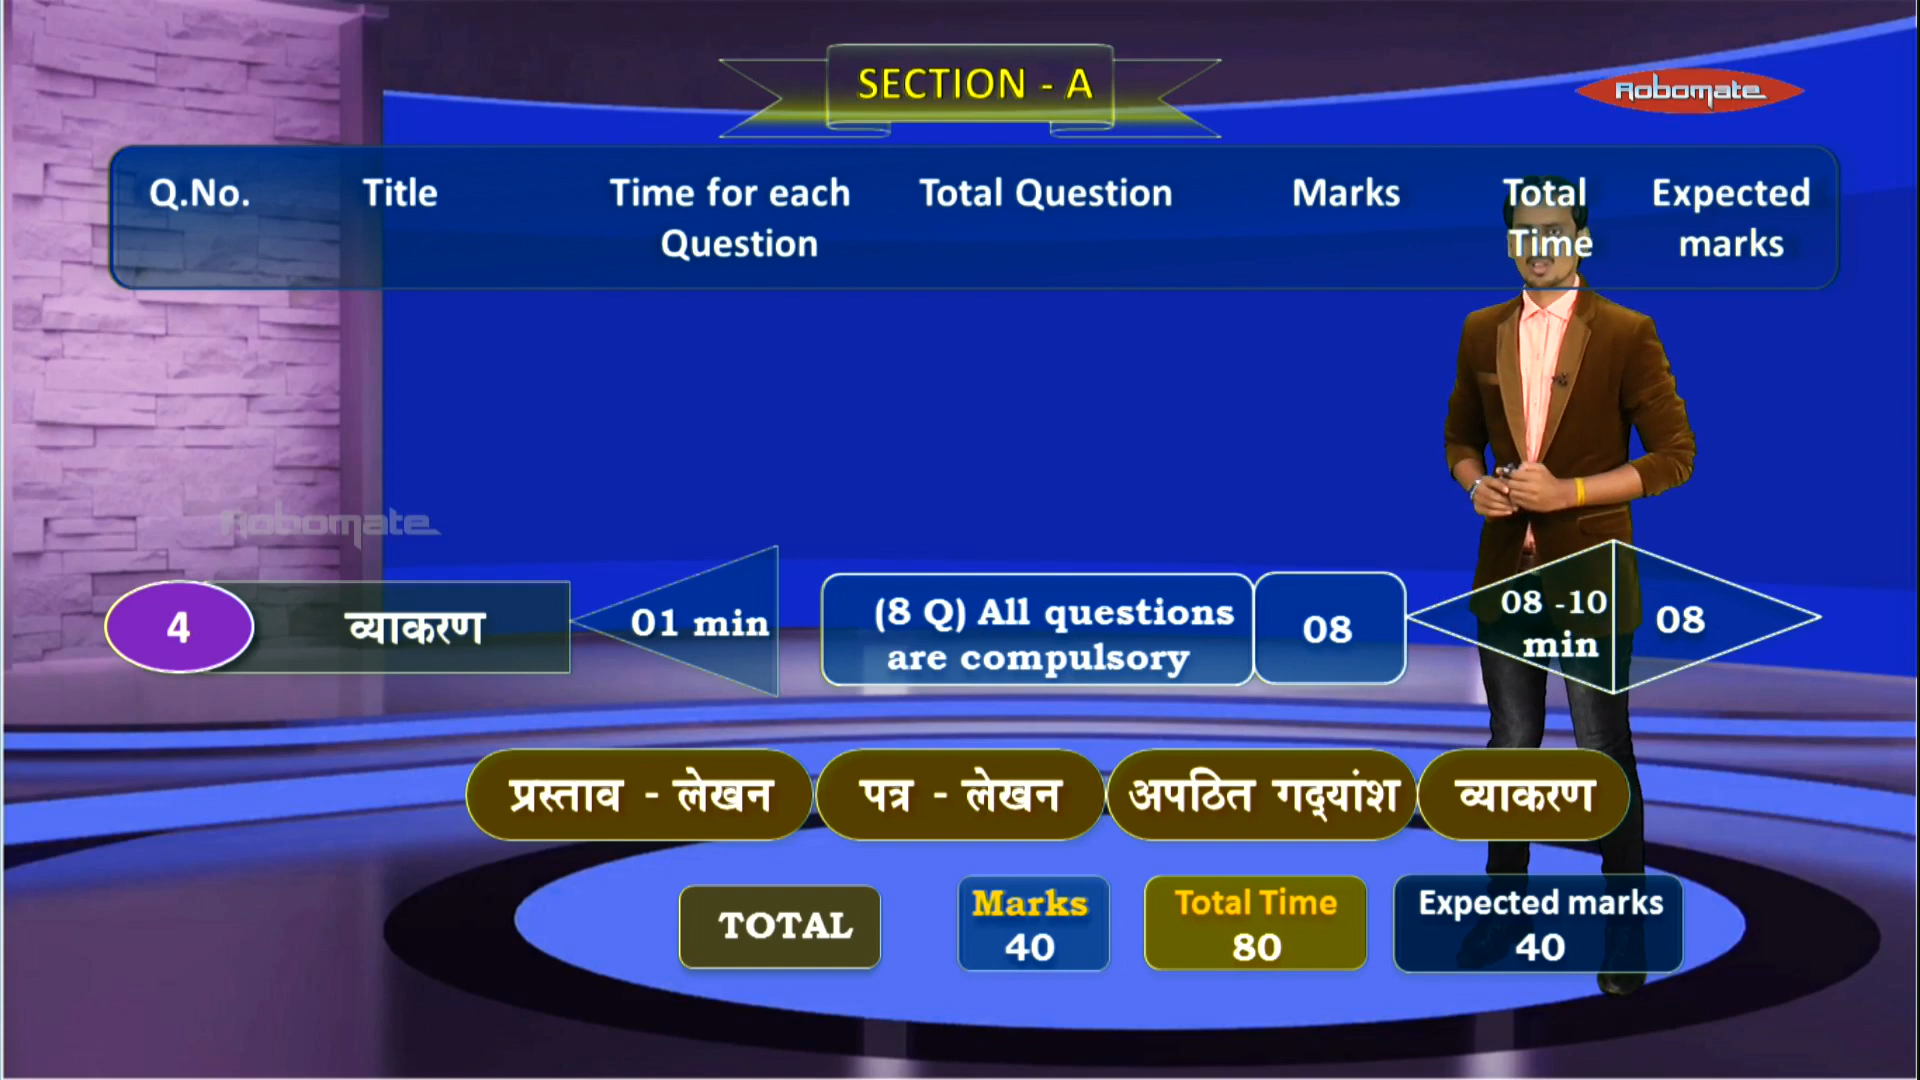 SECTION - A
Robomate
Q.No. Title Time for each Question Total Question Marks Total Time Expected marks
Robomate
4 व्याकरण 01 min (8 Q) All questions are compulsory 08 08 -10 min 08
प्रस्ताव - लेखन पत्र - लेखन अपठित गद्‌यांश व्याकरण
TOTAL Marks 40 Total Time 80 Expected marks 40